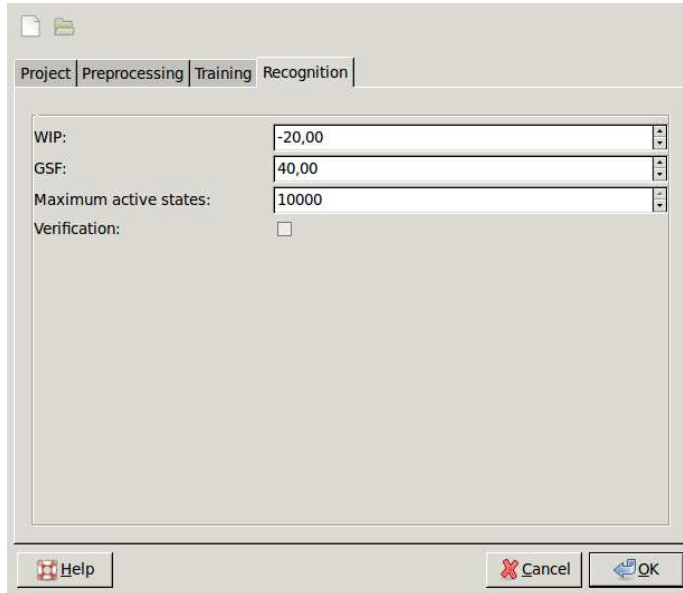 Project Preprocessing Training Recognition
WIP: -20,00
GSF: 40,00
Maximum active states: 10000
Verification:
Help Cancel OK